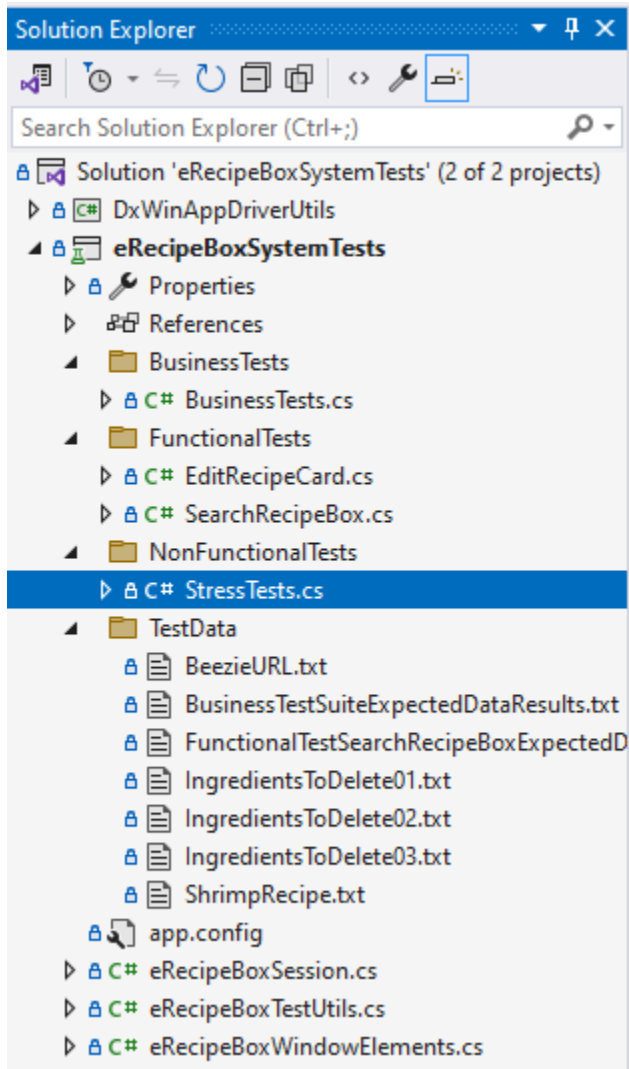 Solution Explorer
Search Solution Explorer (Ctrl+;)
Solution 'eRecipeBoxSystemTests' (2 of 2 projects)
C# DxWinAppDriverUtils
eRecipeBoxSystemTests
Properties
References
BusinessTests
C# BusinessTests.cs
FunctionalTests
C# EditRecipeCard.cs
C# SearchRecipeBox.cs
NonFunctionalTests
C# StressTests.cs
TestData
BeezieURL.txt
BusinessTestSuiteExpectedDataResults.txt
FunctionalTestSearchRecipeBoxExpectedD
IngredientsToDelete01.txt
IngredientsToDelete02.txt
IngredientsToDelete03.txt
ShrimpRecipe.txt
app.config
C# eRecipeBoxSession.cs
C# eRecipeBoxTestUtils.cs
C# eRecipeBoxWindowElements.cs